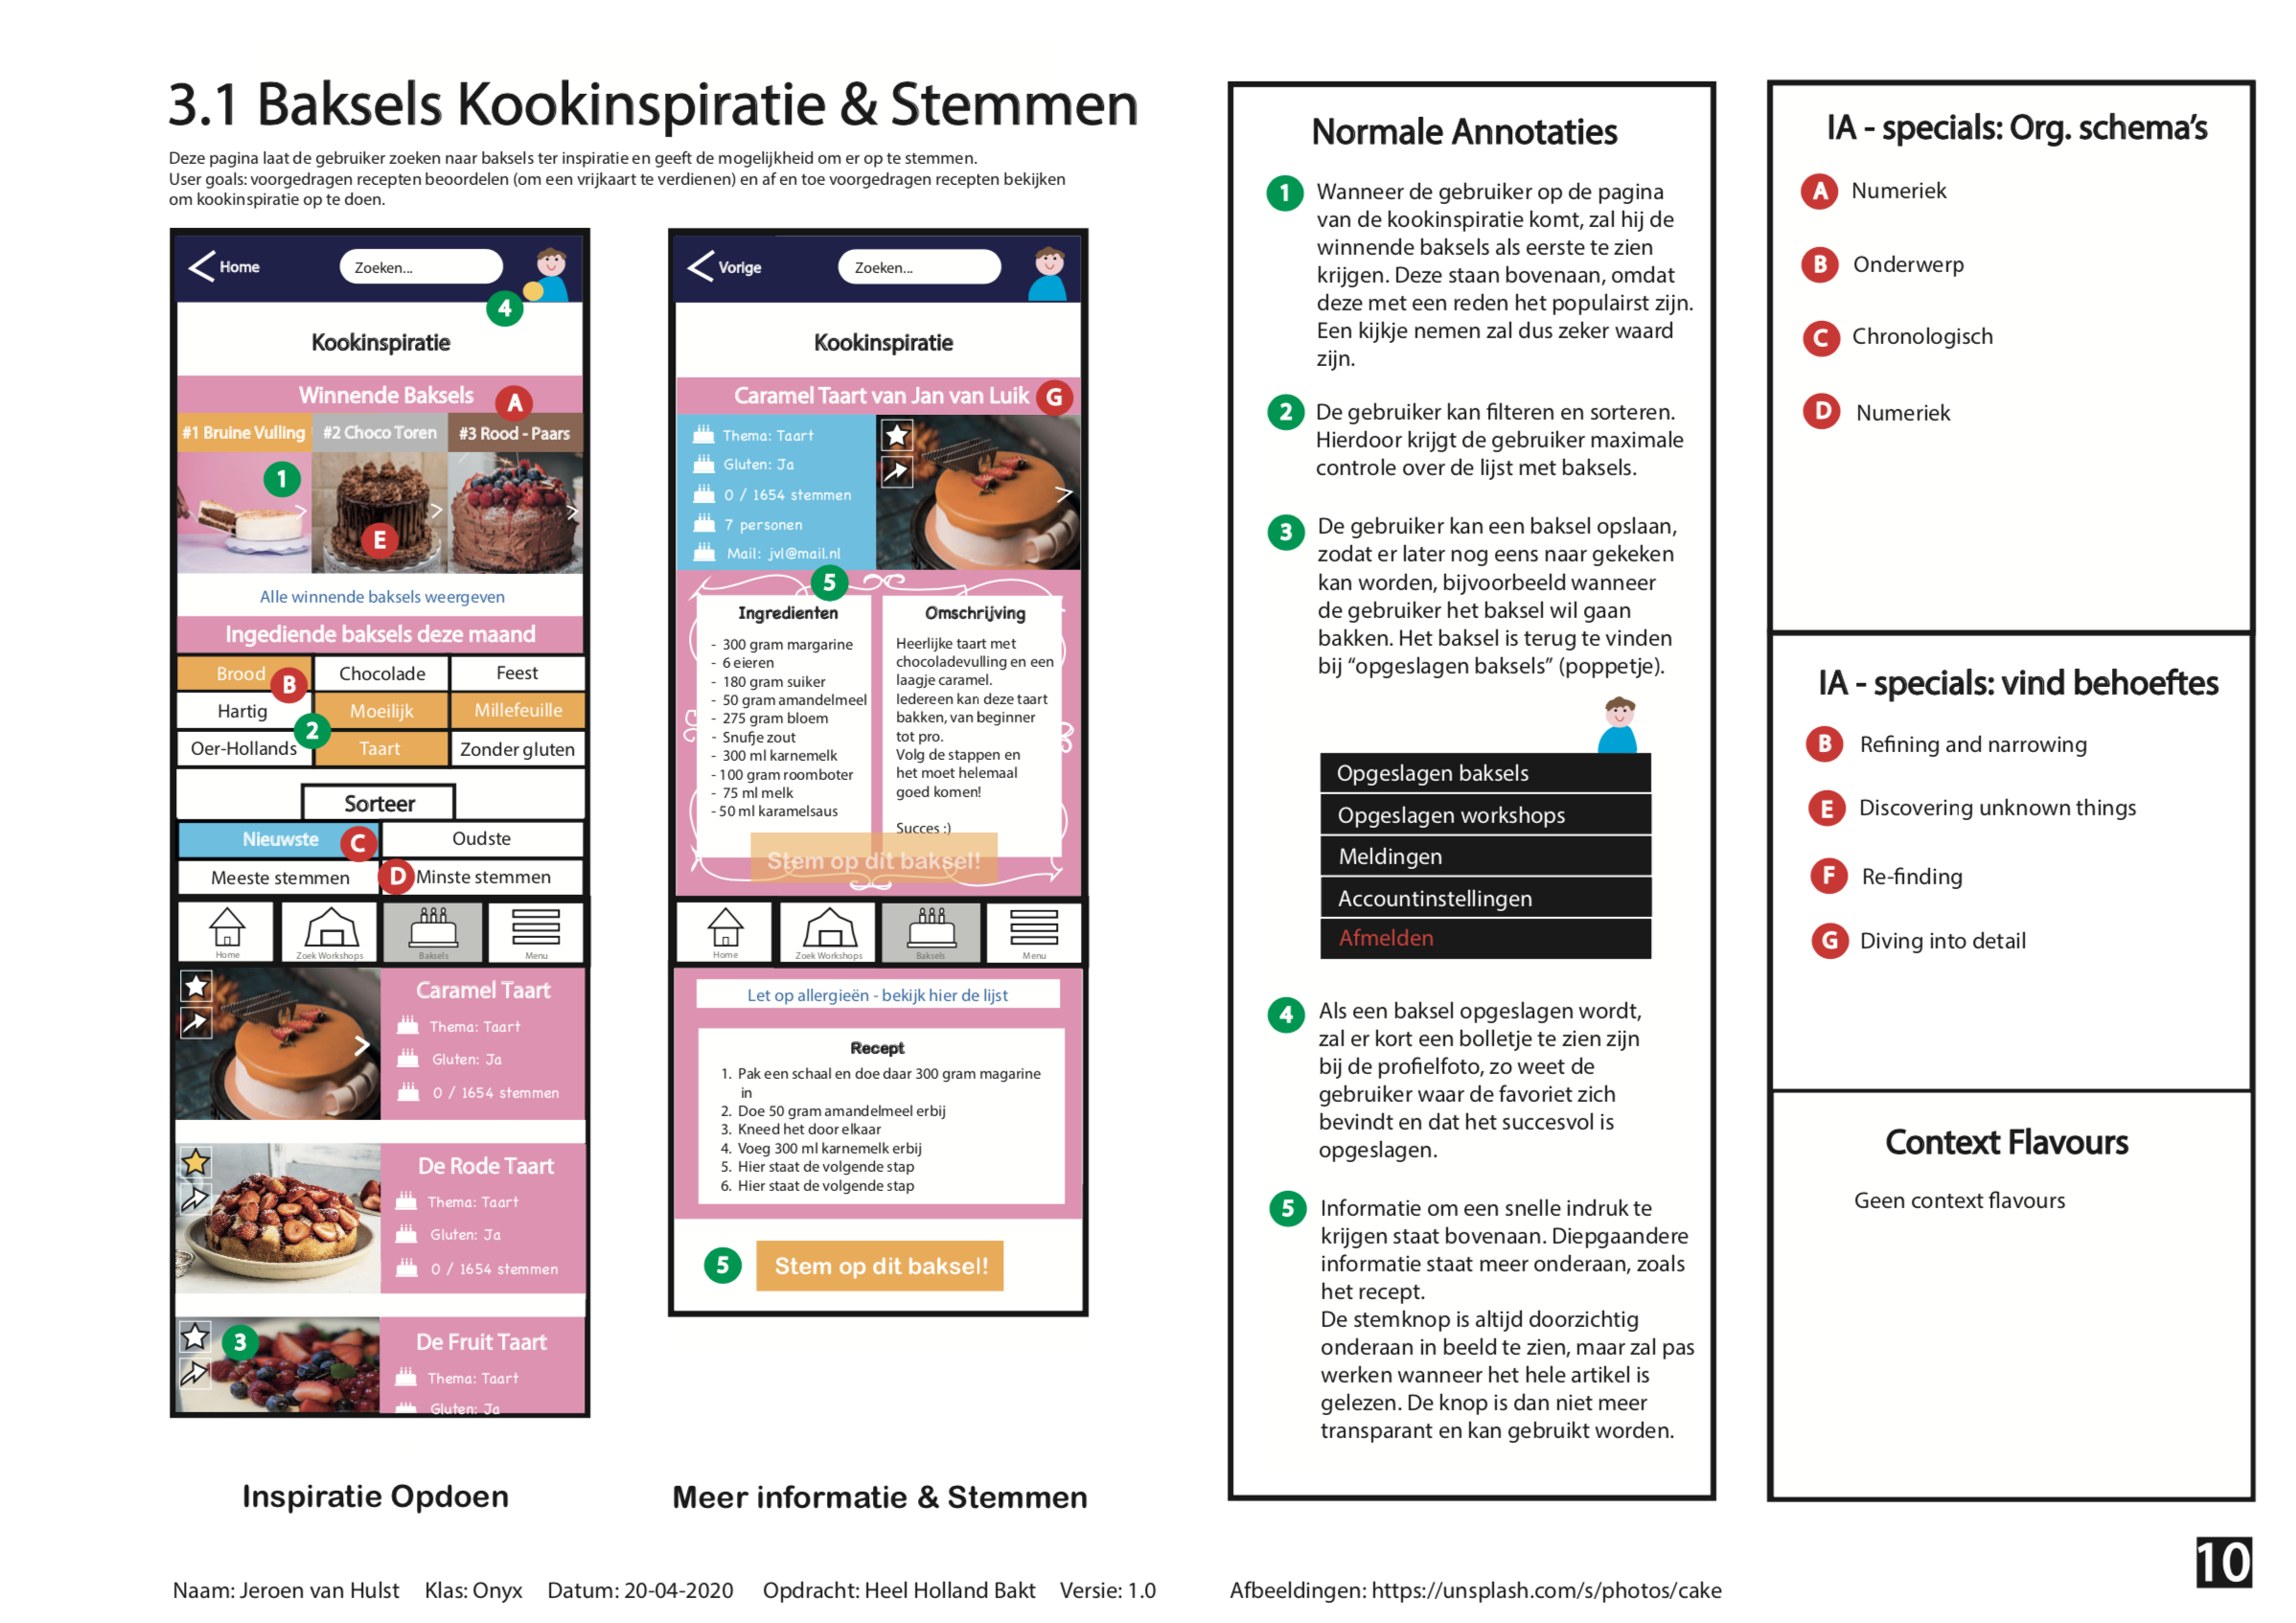 3.1 Baksels Kookinspiratie & Stemmen
Deze pagina laat de gebruiker zoeken naar baksels ter inspiratie en geeft de mogelijkheid om er op te stemmen.
User goals: voorgedragen recepten beoordelen (om een vrijkaart te verdienen) en af en toe voorgedragen recepten bekijken
om kookinspiratie op te doen.
Home
Zoeken...
4
Kookinspiratie
Winnende Baksels
A
#1 Bruine Vulling
#2 Choco Toren
#3 Rood - Paars
1
E
Alle winnende baksels weergeven
Ingediende baksels deze maand
Brood
B
Chocolade
Feest
Hartig
Moeilijk
Millefeuille
2
Oer-Hollands
Taart
Zonder gluten
Sorteer
Nieuwste
C
Oudste
Meeste stemmen
D
Minste stemmen
Home
Zoek Workshops
Baksels
Menu
Caramel Taart
Thema: Taart
Gluten: Ja
0 / 1654 stemmen
De Rode Taart
Thema: Taart
Gluten: Ja
0 / 1654 stemmen
3
De Fruit Taart
Thema: Taart
Gluten: Ja
Inspiratie Opdoen
Vorige
Zoeken...
Kookinspiratie
Caramel Taart van Jan van Luik
G
Thema: Taart
Gluten: Ja
0 / 1654 stemmen
7 personen
Mail: jvl@mail.nl
5
Ingredienten
- 300 gram margarine
- 6 eieren
- 180 gram suiker
- 50 gram amandelmeel
- 275 gram bloem
- Snufje zout
- 300 ml karnemelk
- 100 gram roomboter
- 75 ml melk
- 50 ml karamelsaus
Omschrijving
Heerlijke taart met
chocoladevulling en een
laagje caramel.
Iedereen kan deze taart
bakken, van beginner
tot pro.
Volg de stappen en
het moet helemaal
goed komen!
Succes :)
Stem op dit baksel!
Home
Zoek Workshops
Baksels
Menu
Let op allergieën - bekijk hier de lijst
Recept
1. Pak een schaal en doe daar 300 gram magarine
in
2. Doe 50 gram amandelmeel erbij
3. Kneed het door elkaar
4. Voeg 300 ml karnemelk erbij
5. Hier staat de volgende stap
6. Hier staat de volgende stap
5
Stem op dit baksel!
Meer informatie & Stemmen
Normale Annotaties
1
Wanneer de gebruiker op de pagina
van de kookinspiratie komt, zal hij de
winnende baksels als eerste te zien
krijgen. Deze staan bovenaan, omdat
deze met een reden het populairst zijn.
Een kijkje nemen zal dus zeker waard
zijn.
2
De gebruiker kan filteren en sorteren.
Hierdoor krijgt de gebruiker maximale
controle over de lijst met baksels.
3
De gebruiker kan een baksel opslaan,
zodat er later nog eens naar gekeken
kan worden, bijvoorbeeld wanneer
de gebruiker het baksel wil gaan
bakken. Het baksel is terug te vinden
bij “opgeslagen baksels” (poppetje).
Opgeslagen baksels
Opgeslagen workshops
Meldingen
Accountinstellingen
Afmelden
4
Als een baksel opgeslagen wordt,
zal er kort een bolletje te zien zijn
bij de profielfoto, zo weet de
gebruiker waar de favoriet zich
bevindt en dat het succesvol is
opgeslagen.
5
Informatie om een snelle indruk te
krijgen staat bovenaan. Diepgaandere
informatie staat meer onderaan, zoals
het recept.
De stemknop is altijd doorzichtig
onderaan in beeld te zien, maar zal pas
werken wanneer het hele artikel is
gelezen. De knop is dan niet meer
transparant en kan gebruikt worden.
IA - specials: Org. schema’s
A Numeriek
B Onderwerp
C Chronologisch
D Numeriek
IA - specials: vind behoeftes
B Refining and narrowing
E Discovering unknown things
F Re-finding
G Diving into detail
Context Flavours
Geen context flavours
10
Naam: Jeroen van Hulst Klas: Onyx Datum: 20-04-2020 Opdracht: Heel Holland Bakt Versie: 1.0 Afbeeldingen: https://unsplash.com/s/photos/cake